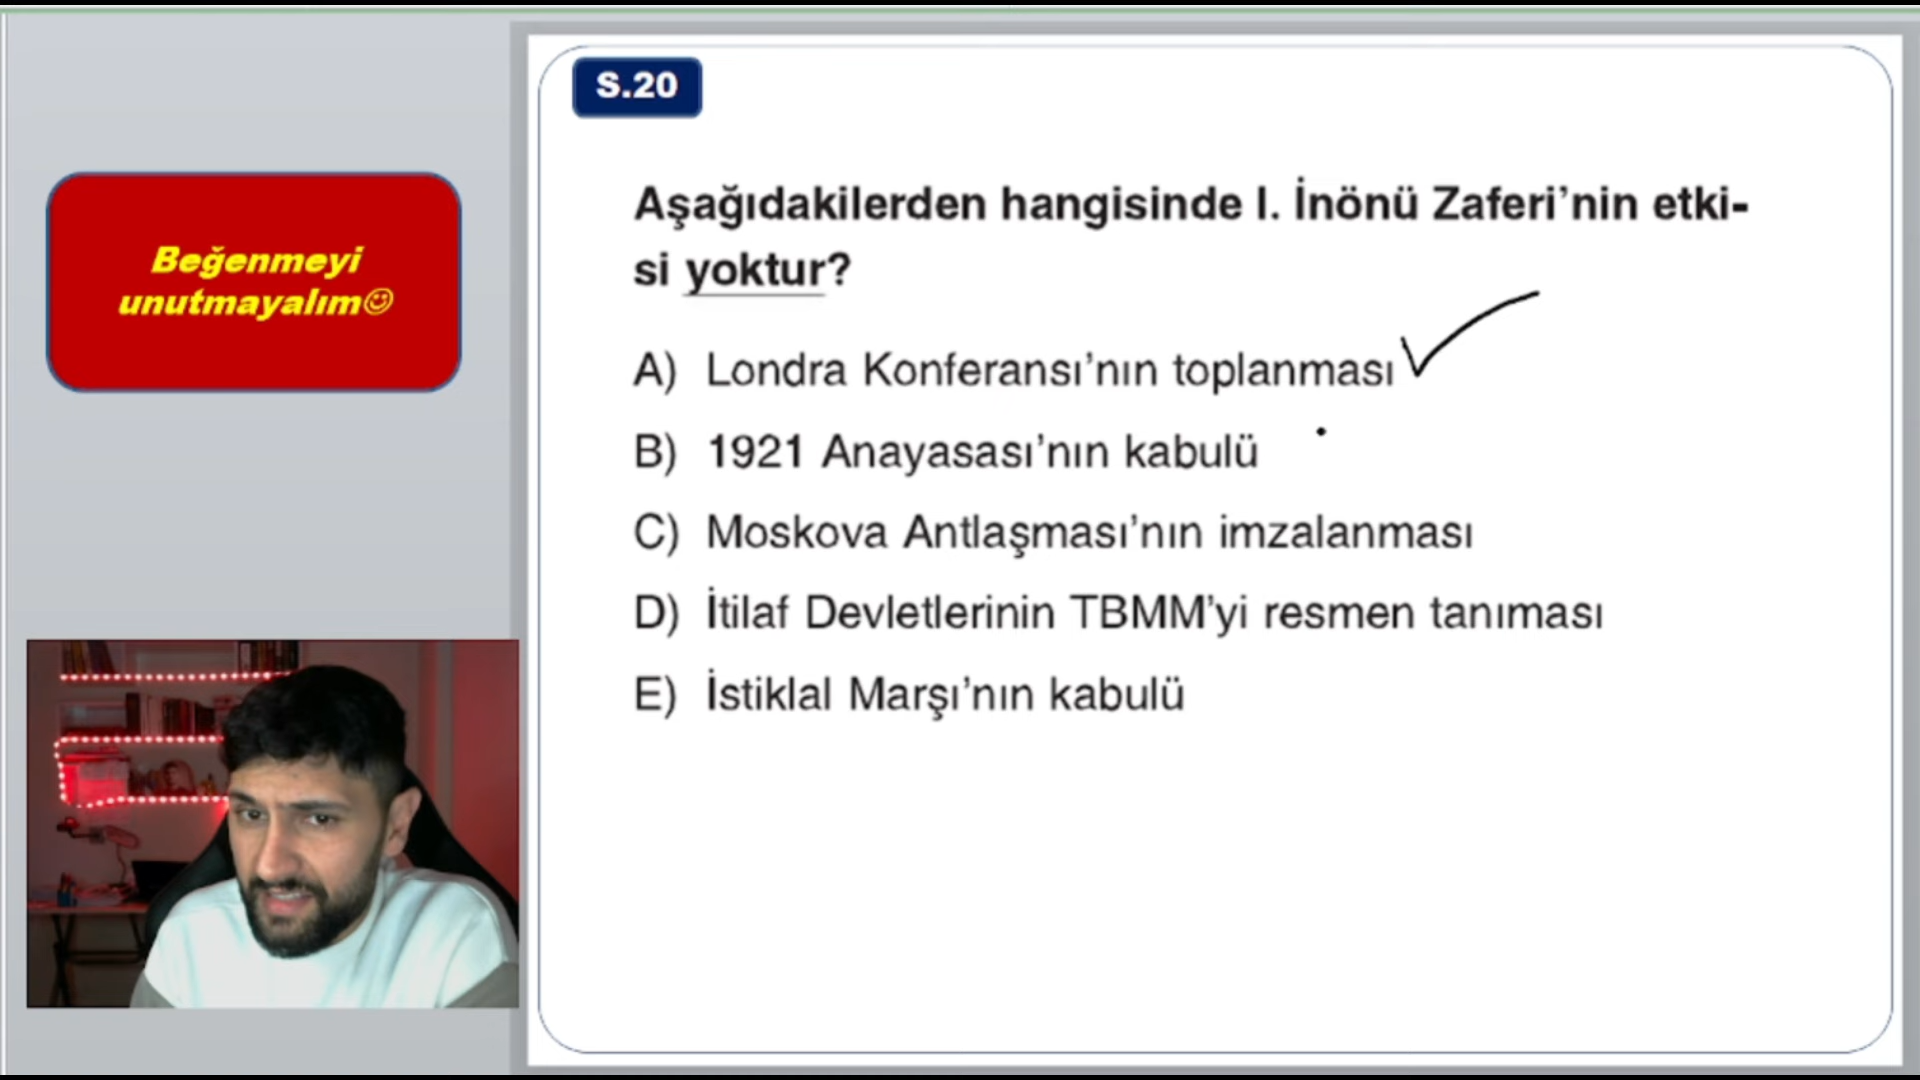 S.20
Beğenmeyi
unutmayalım☺
Aşağıdakilerden hangisinde I. İnönü Zaferi’nin etki-
si yoktur?
A) Londra Konferansı’nın toplanması
B) 1921 Anayasası’nın kabulü
C) Moskova Antlaşması’nın imzalanması
D) İtilaf Devletlerinin TBMM’yi resmen tanıması
E) İstiklal Marşı’nın kabulü